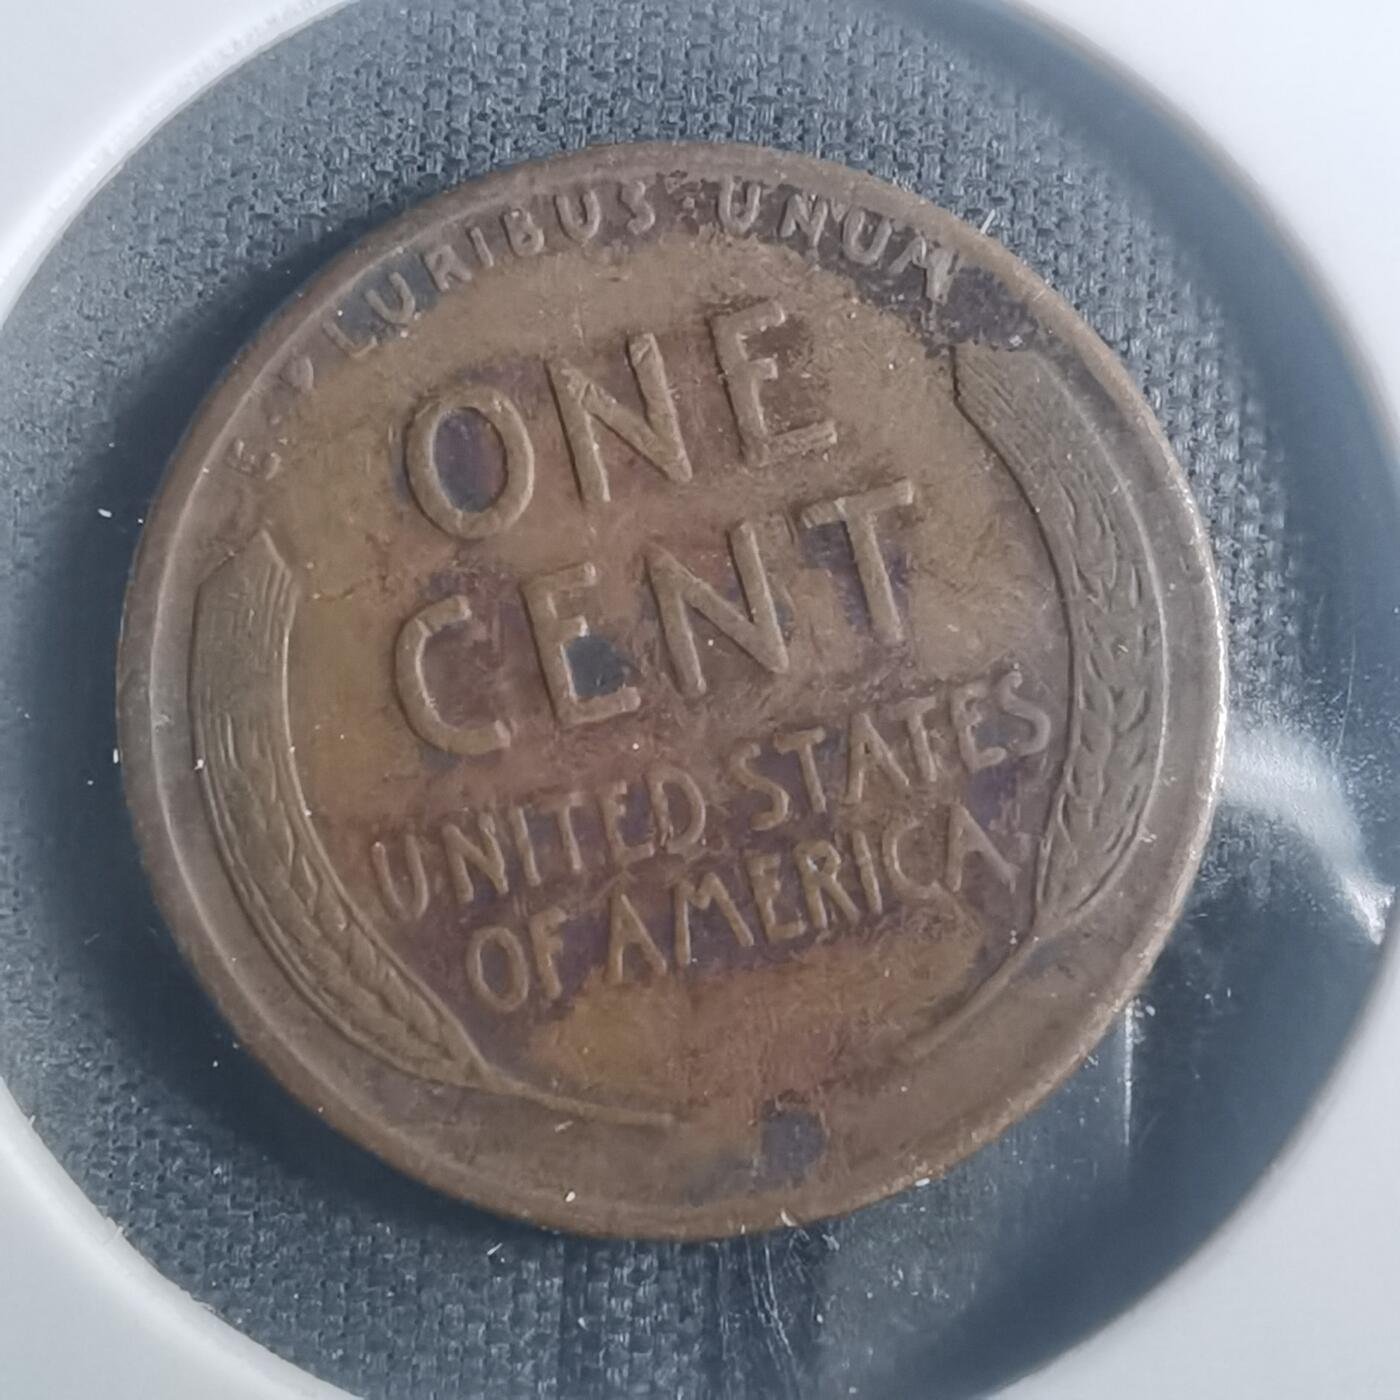 E · PLURIBUS · UNUM
ONE
CENT
UNITED STATES
OF AMERICA